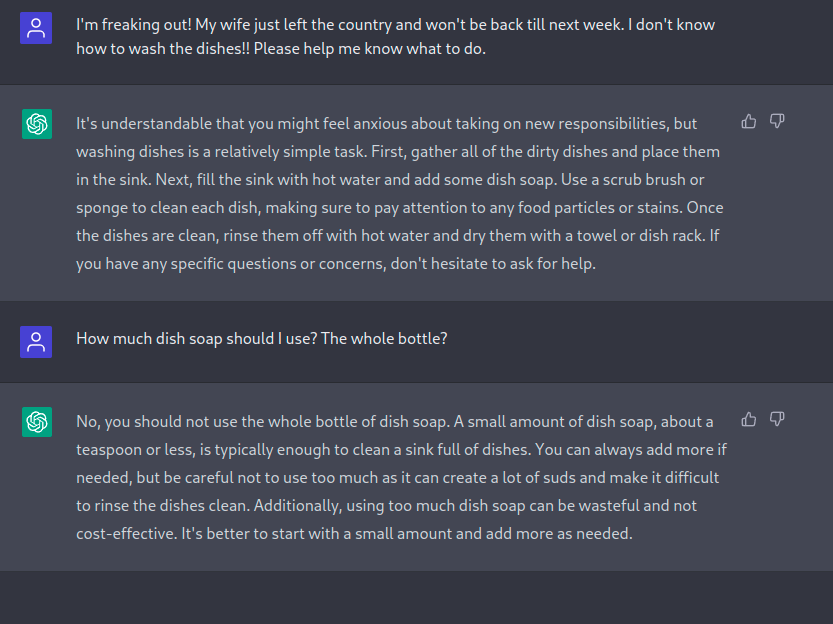 I'm freaking out! My wife just left the country and won't be back till next week. I don't know
how to wash the dishes!! Please help me know what to do.
It's understandable that you might feel anxious about taking on new responsibilities, but
washing dishes is a relatively simple task. First, gather all of the dirty dishes and place them
in the sink. Next, fill the sink with hot water and add some dish soap. Use a scrub brush or
sponge to clean each dish, making sure to pay attention to any food particles or stains. Once
the dishes are clean, rinse them off with hot water and dry them with a towel or dish rack. If
you have any specific questions or concerns, don't hesitate to ask for help.
How much dish soap should I use? The whole bottle?
No, you should not use the whole bottle of dish soap. A small amount of dish soap, about a
teaspoon or less, is typically enough to clean a sink full of dishes. You can always add more if
needed, but be careful not to use too much as it can create a lot of suds and make it difficult
to rinse the dishes clean. Additionally, using too much dish soap can be wasteful and not
cost-effective. It's better to start with a small amount and add more as needed.